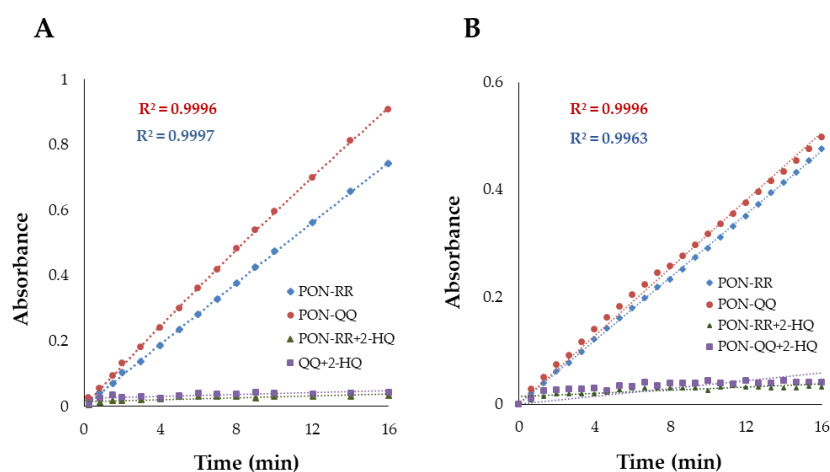 A
1
0.8
0.6
0.4
0.2
0
0
4
8
12
16
Absorbance
Time (min)
R² = 0.9996
R² = 0.9997
PON-RR
PON-QQ
PON-RR+2-HQ
QQ+2-HQ
B
0.6
0.4
0.2
0
0
4
8
12
16
Absorbance
Time (min)
R² = 0.9996
R² = 0.9963
PON-RR
PON-QQ
PON-RR+2-HQ
PON-QQ+2-HQ